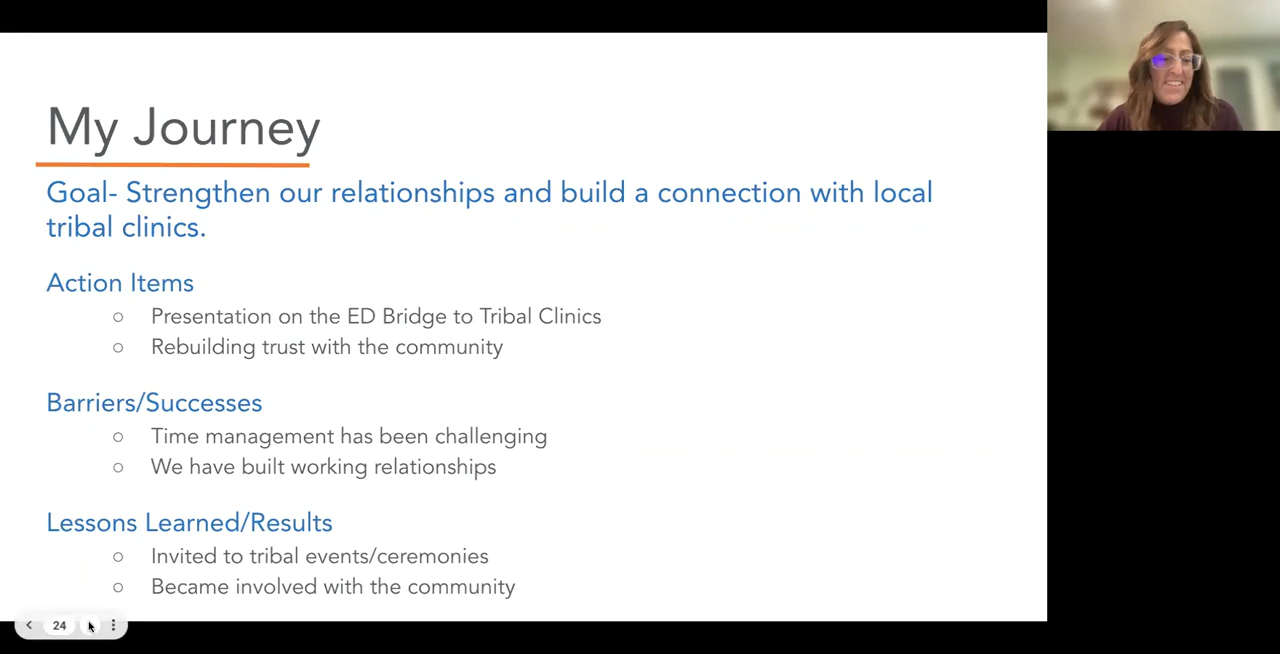 My Journey
Goal- Strengthen our relationships and build a connection with local
tribal clinics.
Action Items
○ Presentation on the ED Bridge to Tribal Clinics
○ Rebuilding trust with the community
Barriers/Successes
○ Time management has been challenging
○ We have built working relationships
Lessons Learned/Results
○ Invited to tribal events/ceremonies
○ Became involved with the community
24